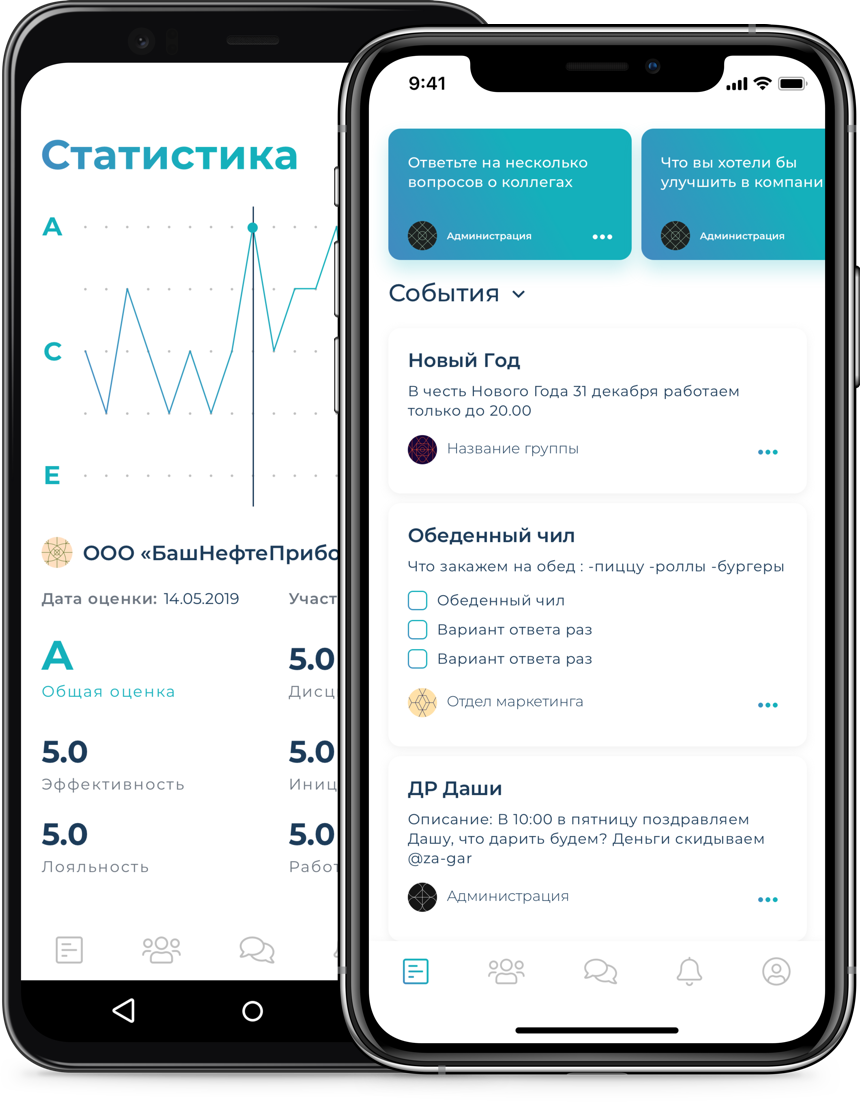 Статистика
A
C
E
ООО «БашНефтеПрибо
Дата оценки: 14.05.2019
Участ
A
Общая оценка
5.0
Дисц
5.0
Эффективность
5.0
Иниц
5.0
Лояльность
5.0
Работ
9:41
Ответьте на несколько
вопросов о коллегах
Администрация
Что вы хотели бы
улучшить в компани
Администрация
События
Новый Год
В честь Нового Года 31 декабря работаем
только до 20.00
Название группы
Обеденный чил
Что закажем на обед : -пиццу -роллы -бургеры
Обеденный чил
Вариант ответа раз
Вариант ответа раз
Отдел маркетинга
ДР Даши
Описание: В 10:00 в пятницу поздравляем
Дашу, что дарить будем? Деньги скидываем
@za-gar
Администрация